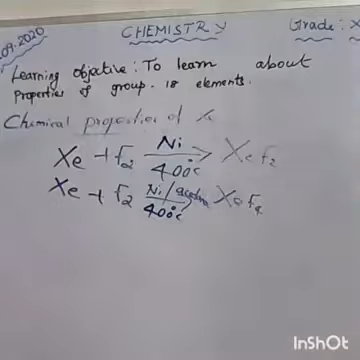 09.2020
CHEMISTRY
Grade: X
Learning objective: To learn about
Properties of group. 18 elements.
Chemical properties of Xe
Xe + F2 Ni 400°C → XeF2
Xe + F2 Ni/ 400°C → XeF4
InShOt